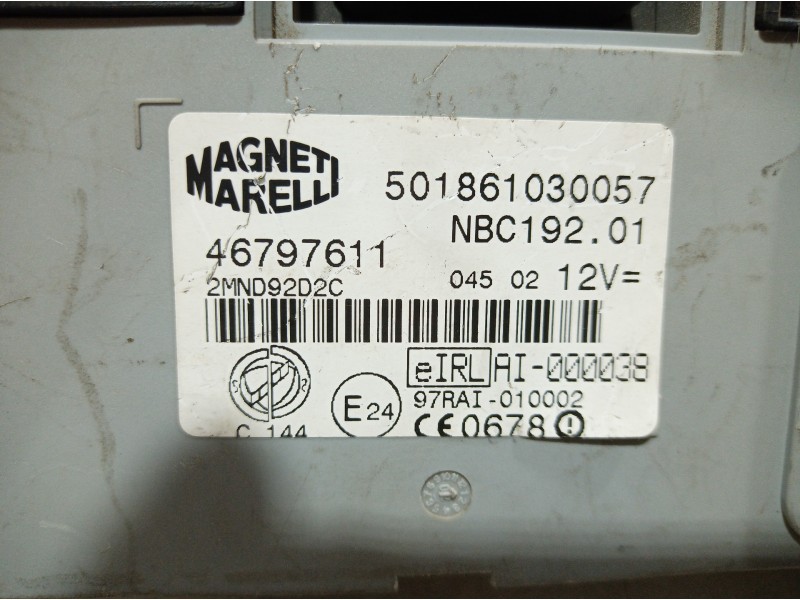 MAGNETI
MARELLI
501861030057
NBC192.01
46797611
2MND92D2C
045 02 12V=
eIRL AI-000038
97RAI-010002
E24
C 144
CE0678